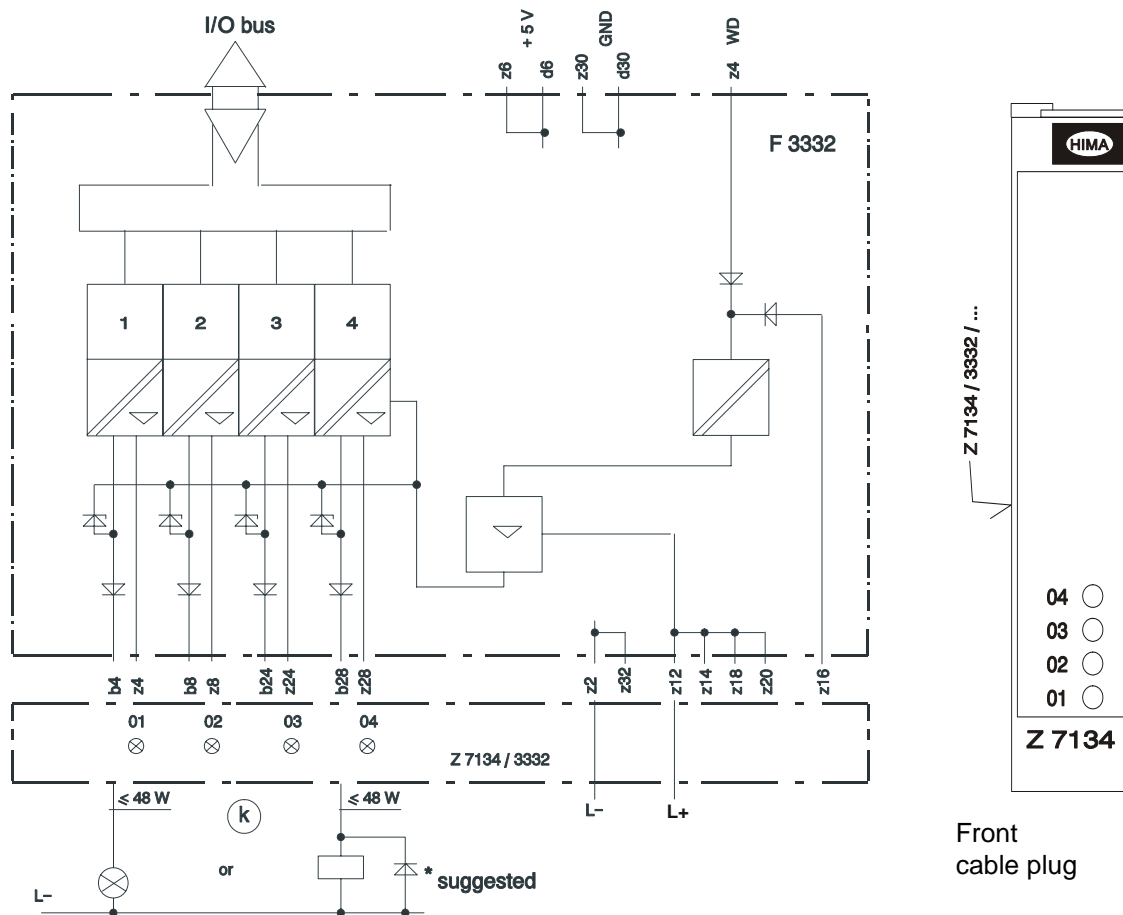 I/O bus
+ 5 V
GND
WD
z6
d6
z30
d30
z4
F 3332
HIMA
1 2 3 4
Z 7134 / 3332 / ...
04
03
02
01
Z 7134
b4 z4 b8 z8 b24 z24 b28 z28 z2 z32 z12 z14 z18 z20 z16
01 02 03 04
Z 7134 / 3332
≤ 48 W
k
≤ 48 W
L–
L+
or
* suggested
L–
Front
cable plug